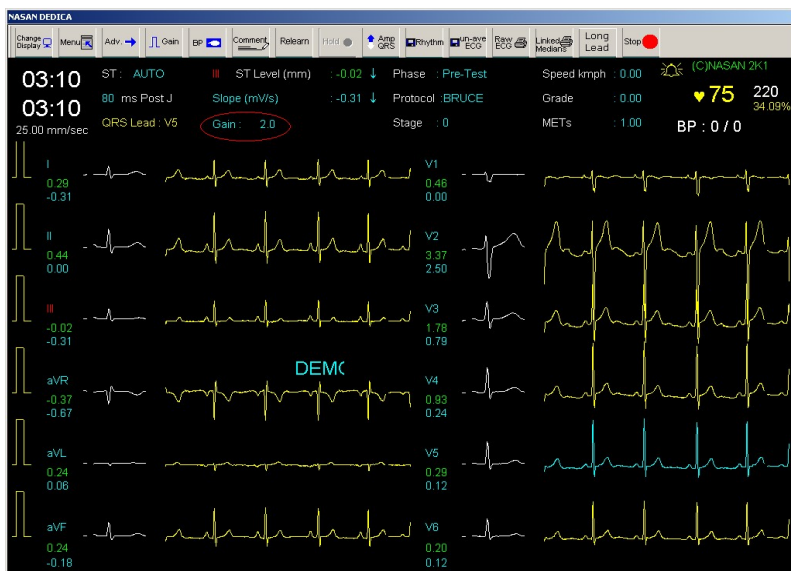 NASAN DEDICA
Change Display Menu Adv. Gain BP Comment Relearn Hold Amp QRS Rhythm un-ave ECG Raw ECG Linked Medians Long Lead Stop
03:10 ST : AUTO III ST Level (mm) : -0.02 ↓ Phase : Pre-Test Speed kmph : 0.00 (C)NASAN 2K1
03:10 80 ms Post J Slope (mV/s) : -0.31 ↓ Protocol :BRUCE Grade : 0.00 ♥75 220 34.09%
25.00 mm/sec QRS Lead : V5 Gain : 2.0 Stage : 0 METs : 1.00 BP : 0 / 0
I V1
0.29 0.46
-0.31 0.00
II V2
0.44 3.37
0.00 2.50
III V3
-0.02 1.78
-0.31 0.79
DEMO
aVR V4
-0.37 0.93
-0.67 0.24
aVL V5
0.24 0.29
0.06 0.12
aVF V6
0.24 0.20
-0.18 0.12